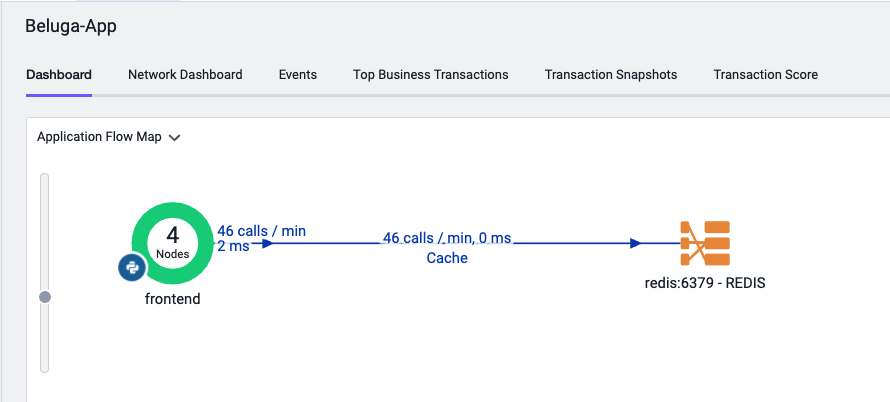 Beluga-App
Dashboard
Network Dashboard
Events
Top Business Transactions
Transaction Snapshots
Transaction Score
Application Flow Map
4
Nodes
frontend
46 calls / min
2 ms
46 calls / min, 0 ms
Cache
redis:6379 - REDIS